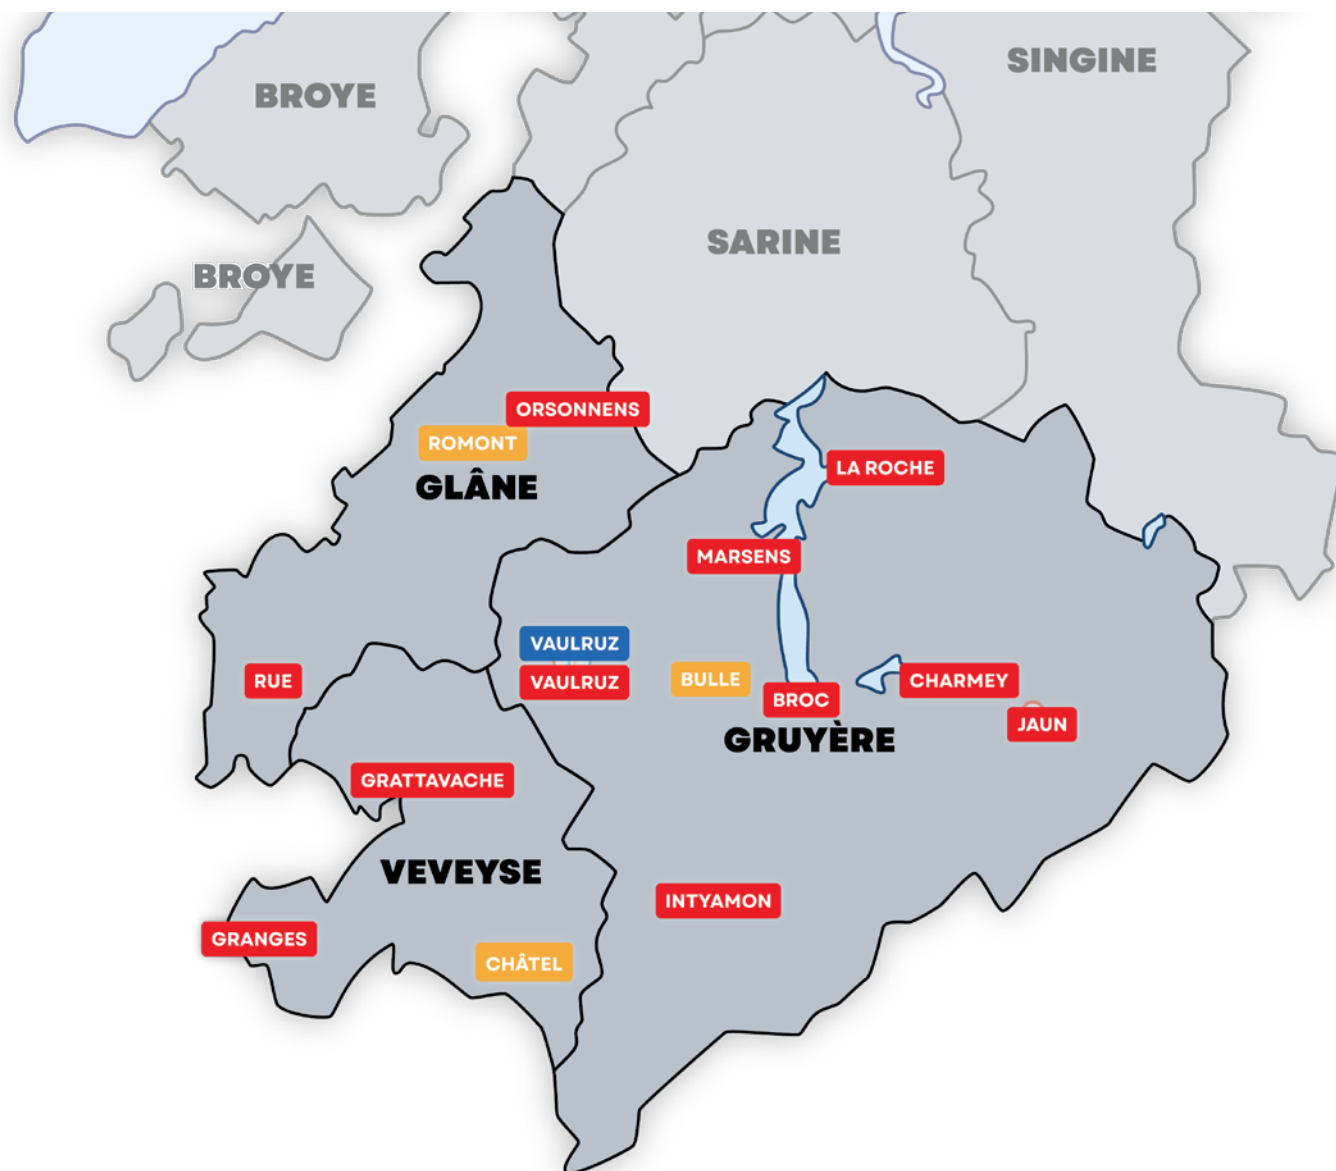 SINGINE
BROYE
SARINE
BROYE
ORSONNENS
ROMONT
GLÂNE
LA ROCHE
MARSENS
VAULRUZ
VAULRUZ
RUE
BULLE
CHARMEY
BROC
JAUN
GRUYÈRE
GRATTAVACHE
VEVEYSE
INTYAMON
GRANGES
CHÂTEL